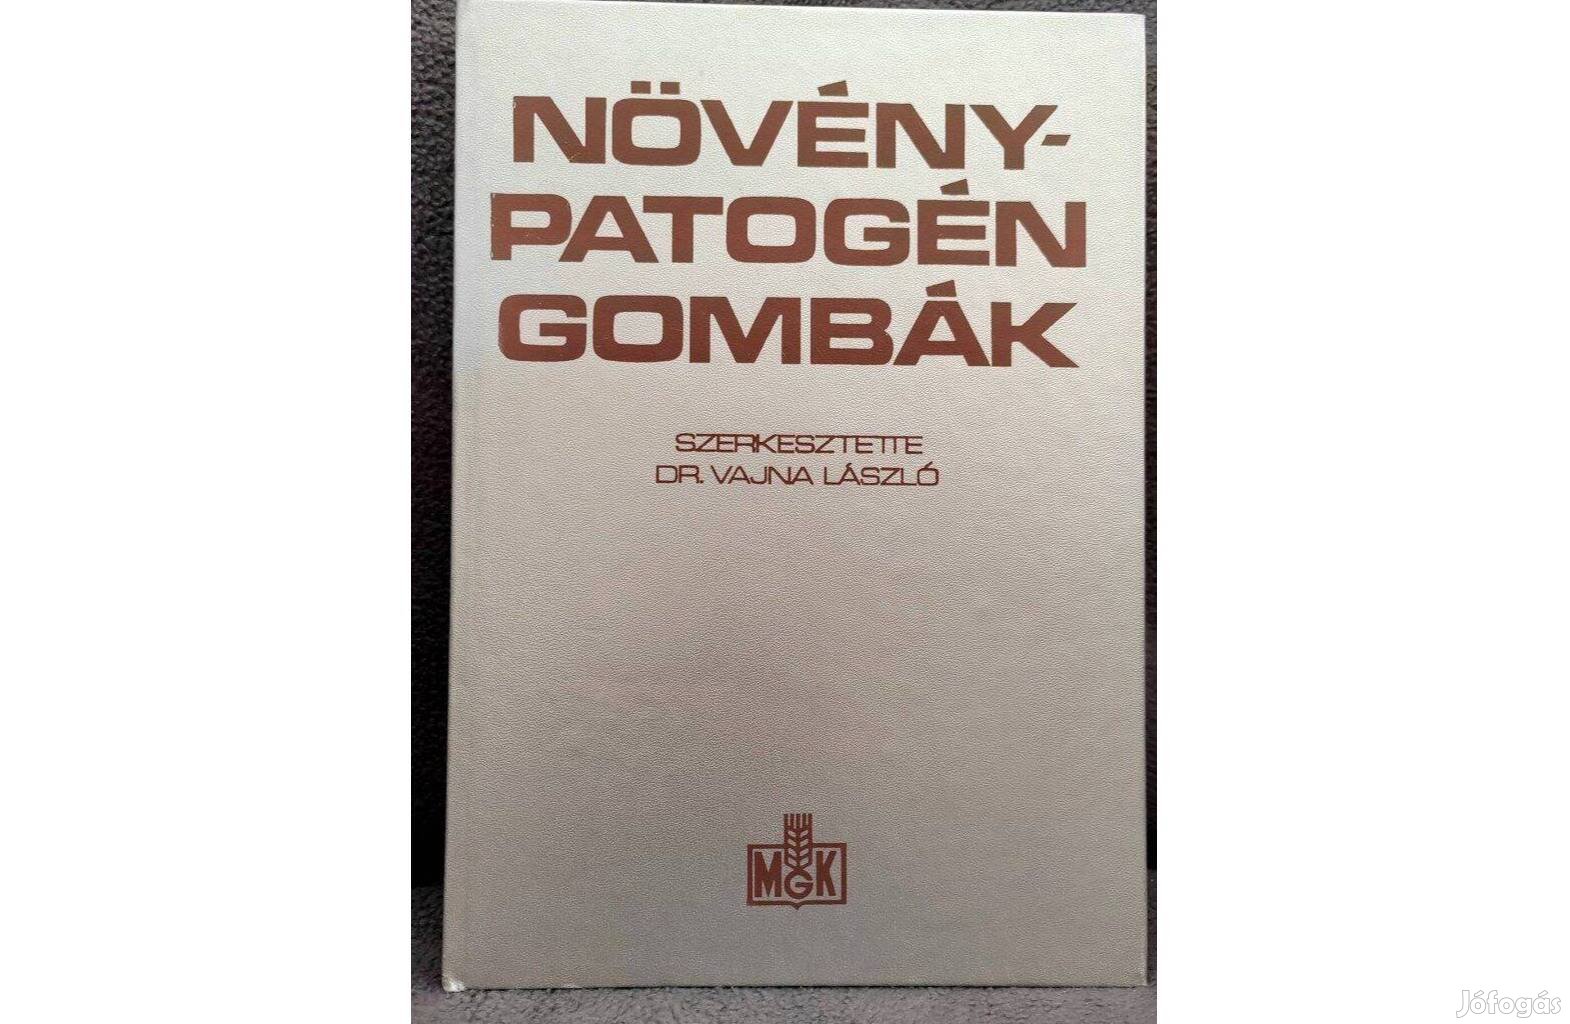 NÖVÉNY-
PATOGÉN
GOMBÁK
SZERKESZTETTE
DR. VAJNA LÁSZLÓ
MGK
Jófogás